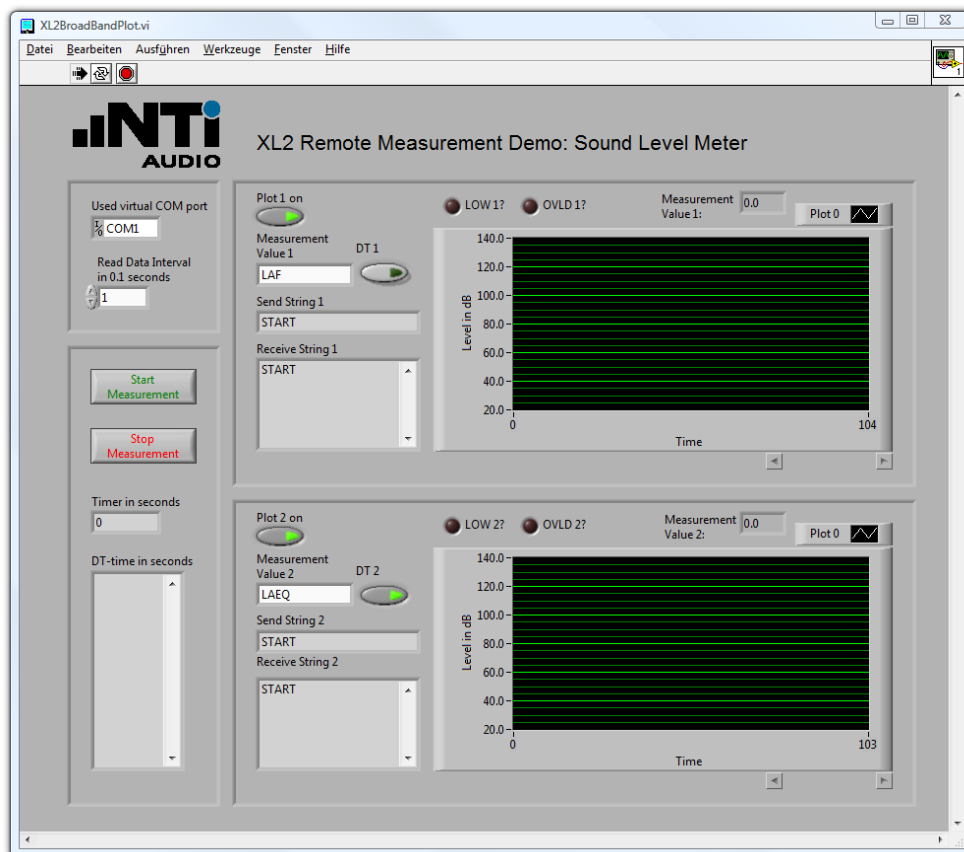 XL2BroadBandPlot.vi
Datei Bearbeiten Ausführen Werkzeuge Fenster Hilfe
1
NTi
AUDIO
XL2 Remote Measurement Demo: Sound Level Meter
Used virtual COM port
I/O COM1
Read Data Interval
in 0.1 seconds
1
Start
Measurement
Stop
Measurement
Timer in seconds
0
DT-time in seconds
Plot 1 on
Measurement
Value 1
DT 1
LAF
Send String 1
START
Receive String 1
START
LOW 1?
OVLD 1?
Measurement
Value 1:
0.0
Plot 0
Level in dB
140.0
120.0
100.0
80.0
60.0
40.0
20.0
0
104
Time
Plot 2 on
Measurement
Value 2
DT 2
LAEQ
Send String 2
START
Receive String 2
START
LOW 2?
OVLD 2?
Measurement
Value 2:
0.0
Plot 0
Level in dB
140.0
120.0
100.0
80.0
60.0
40.0
20.0
0
103
Time